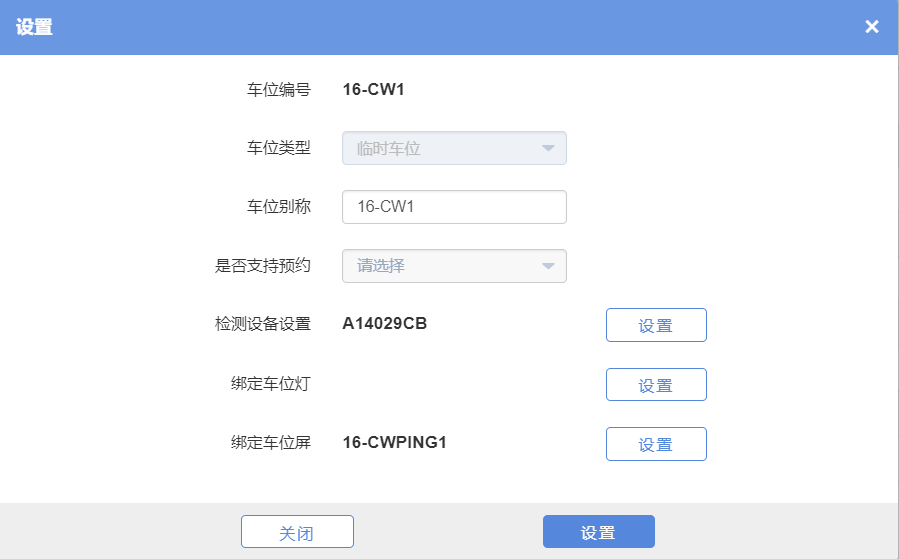 设置
车位编号 16-CW1
车位类型 临时车位
车位别称 16-CW1
是否支持预约 请选择
检测设备设置 A14029CB 设置
绑定车位灯 设置
绑定车位屏 16-CWPING1 设置
关闭 设置